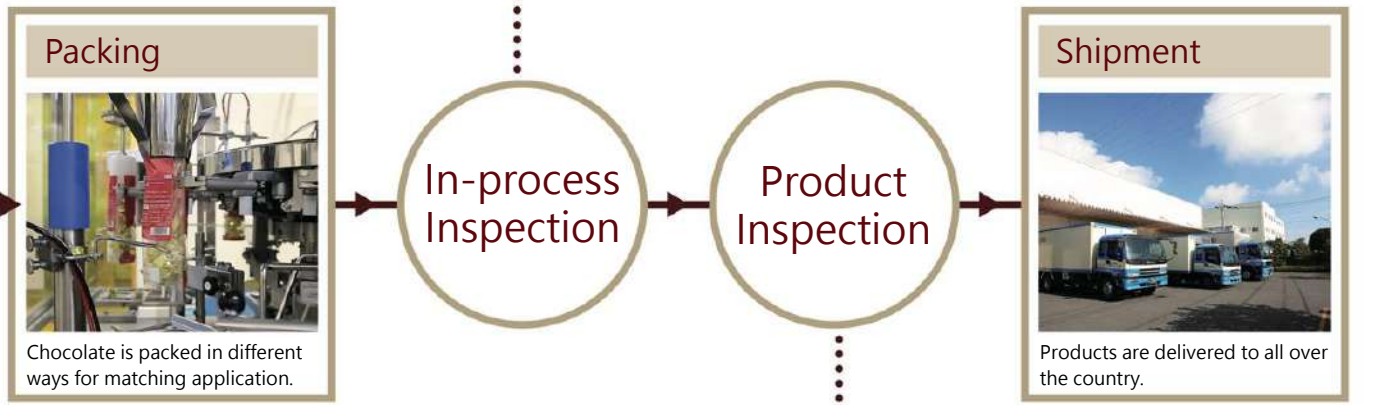 Packing
Chocolate is packed in different
ways for matching application.
In-process
Inspection
Product
Inspection
Shipment
Products are delivered to all over
the country.